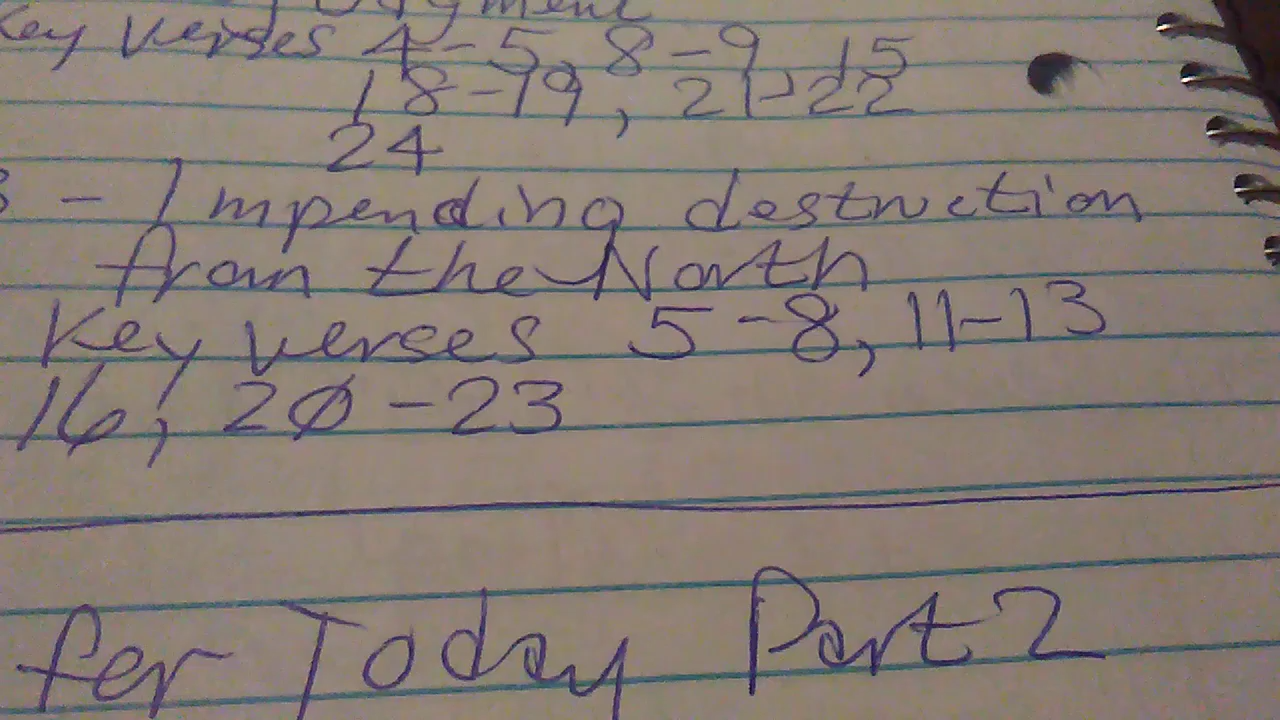 Key verses 4-5, 8-9, 15
18-19, 21-22
24
- Impending destruction
from the North
Key verses 5-8, 11-13
16, 20-23
for Today Part 2